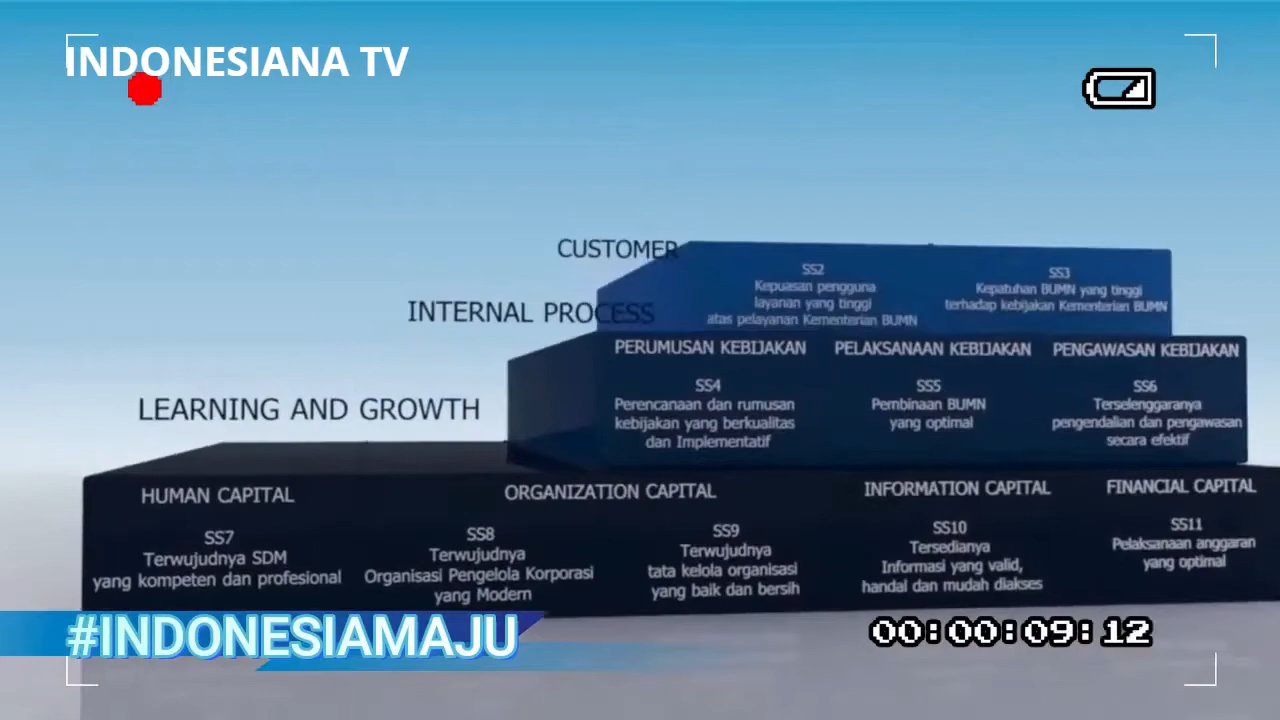 INDONESIANA TV
CUSTOMER
SS2
Kepuasan pengguna
layanan yang tinggi
atas pelayanan Kementerian BUMN
SS3
Kepatuhan BUMN yang tinggi
terhadap kebijakan Kementerian BUMN
INTERNAL PROCESS
PERUMUSAN KEBIJAKAN
SS4
Perencanaan dan rumusan
kebijakan yang berkualitas
dan Implementatif
PELAKSANAAN KEBIJAKAN
SS5
Pembinaan BUMN
yang optimal
PENGAWASAN KEBIJAKAN
SS6
Terselenggaranya
pengendalian dan pengawasan
secara efektif
LEARNING AND GROWTH
HUMAN CAPITAL
SS7
Terwujudnya SDM
yang kompeten dan profesional
ORGANIZATION CAPITAL
SS8
Terwujudnya
Organisasi Pengelola Korporasi
yang Modern
SS9
Terwujudnya
tata kelola organisasi
yang baik dan bersih
INFORMATION CAPITAL
SS10
Tersedianya
Informasi yang valid,
handal dan mudah diakses
FINANCIAL CAPITAL
SS11
Pelaksanaan anggaran
yang optimal
#INDONESIAMAJU
00:00:09:12